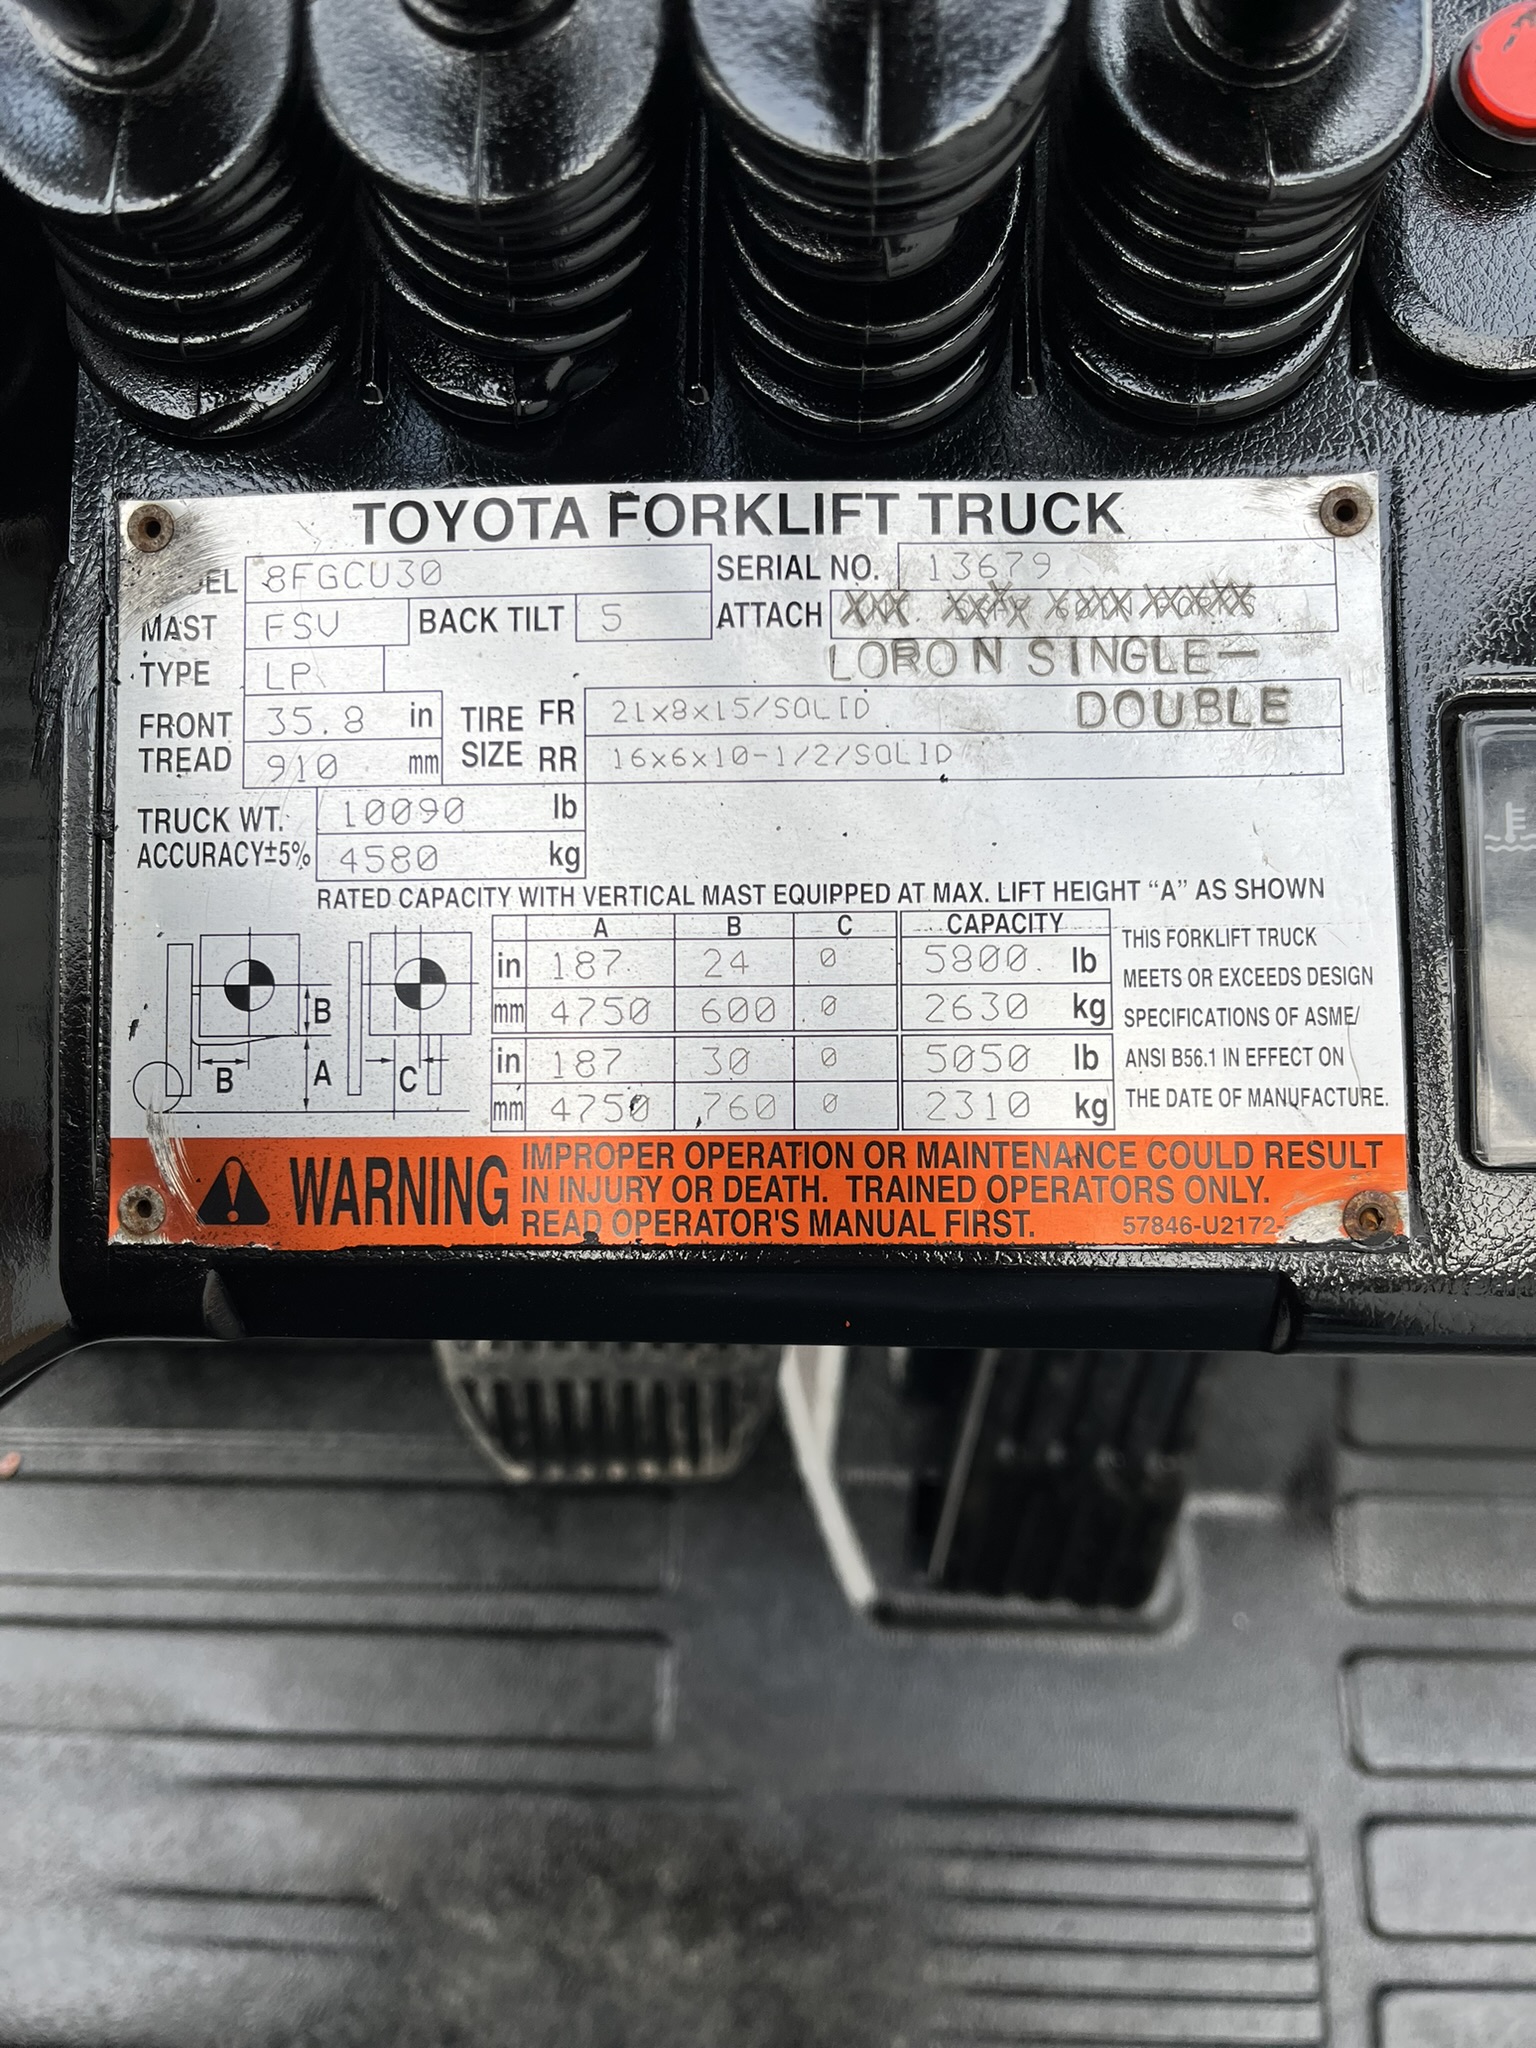 TOYOTA FORKLIFT TRUCK
8FGCU30 SERIAL NO. 13679
MAST FSV BACK TILT 5 ATTACH
TYPE LP LORON SINGLE-
DOUBLE
FRONT TREAD 35.8 in TIRE SIZE FR 21x8x15/SOLID
910 mm RR 16x6x10-1/2/SOLID
TRUCK WT. 10090 lb
ACCURACY±5% 4580 kg
RATED CAPACITY WITH VERTICAL MAST EQUIPPED AT MAX. LIFT HEIGHT “A” AS SHOWN
A B C CAPACITY
in 187 24 0 5800 lb
mm 4750 600 0 2630 kg
in 187 30 0 5050 lb
mm 4750 760 0 2310 kg
B
B A C
THIS FORKLIFT TRUCK
MEETS OR EXCEEDS DESIGN
SPECIFICATIONS OF ASME/
ANSI B56.1 IN EFFECT ON
THE DATE OF MANUFACTURE.
WARNING
IMPROPER OPERATION OR MAINTENANCE COULD RESULT
IN INJURY OR DEATH. TRAINED OPERATORS ONLY.
READ OPERATOR'S MANUAL FIRST. 57846-U2172-